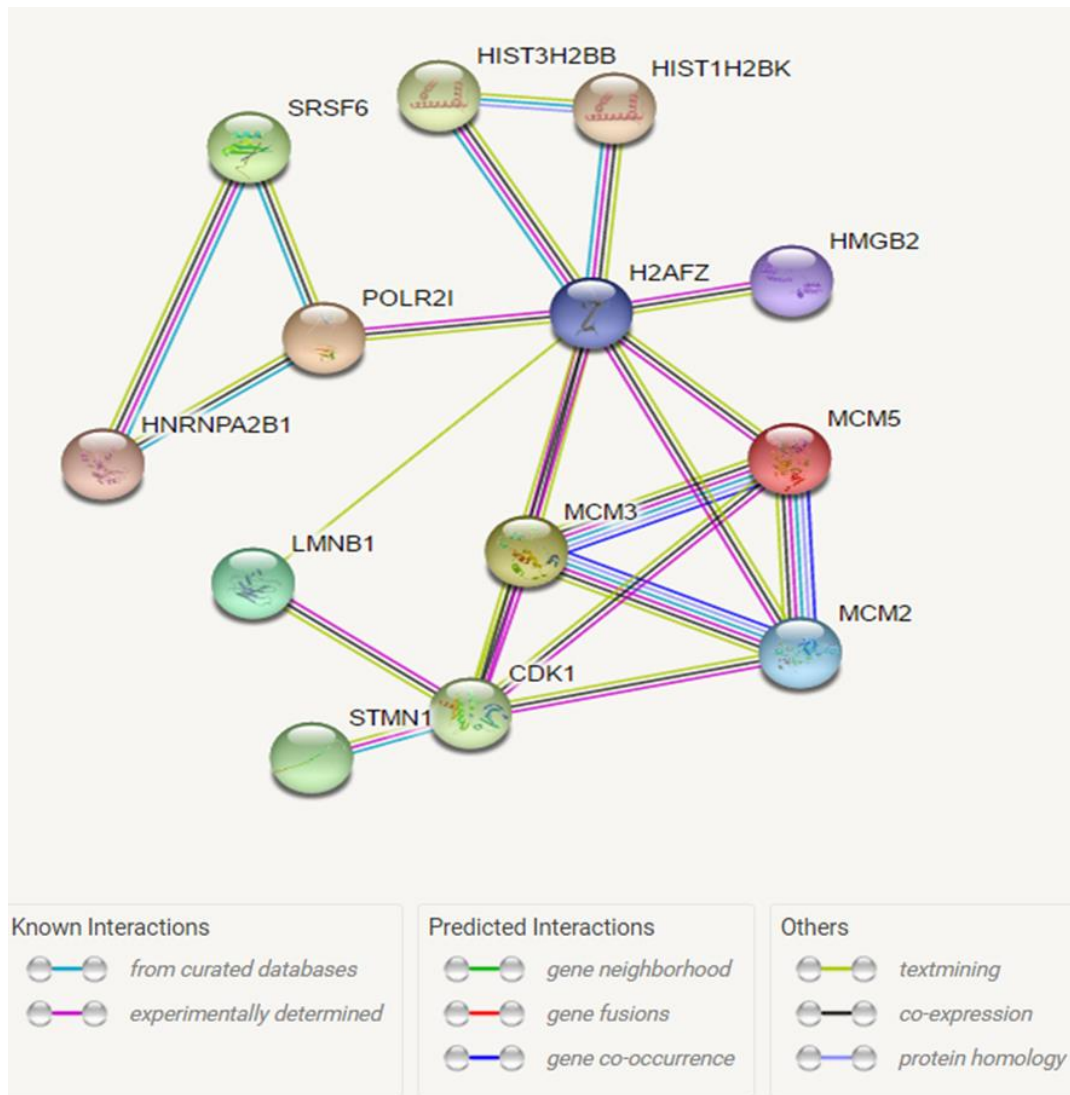 HIST3H2BB
HIST1H2BK
SRSF6
HMGB2
H2AFZ
POLR2I
MCM5
HNRNPA2B1
MCM3
LMNB1
MCM2
CDK1
STMN1
Known Interactions
from curated databases
experimentally determined
Predicted Interactions
gene neighborhood
gene fusions
gene co-occurrence
Others
textmining
co-expression
protein homology